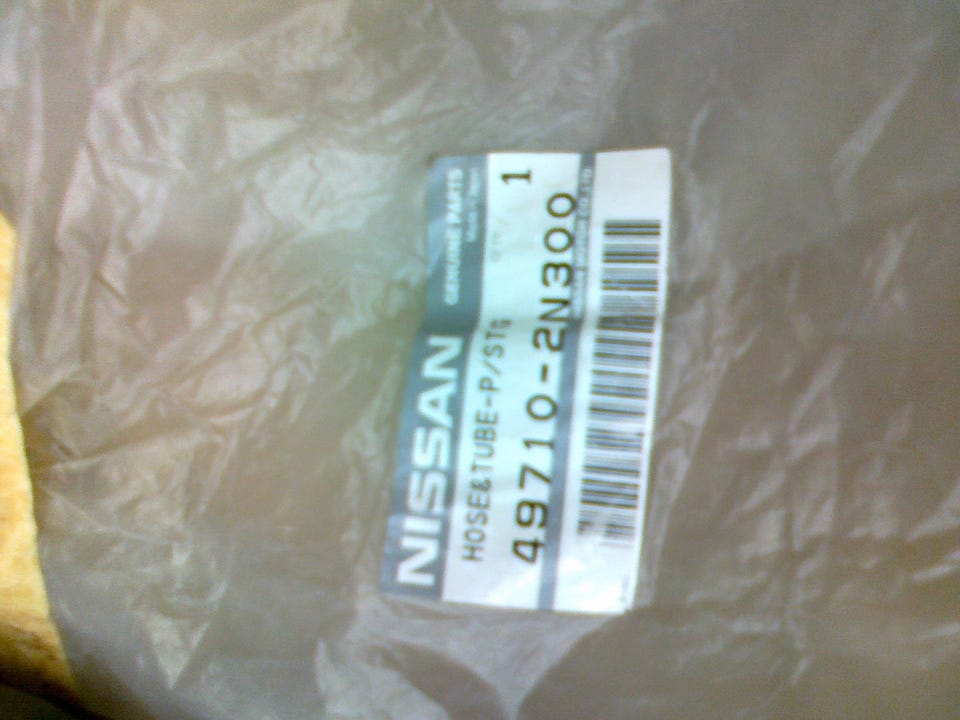 NISSAN GENUINE PARTS
HOSE&TUBE-P/STG 1
49710-2N300